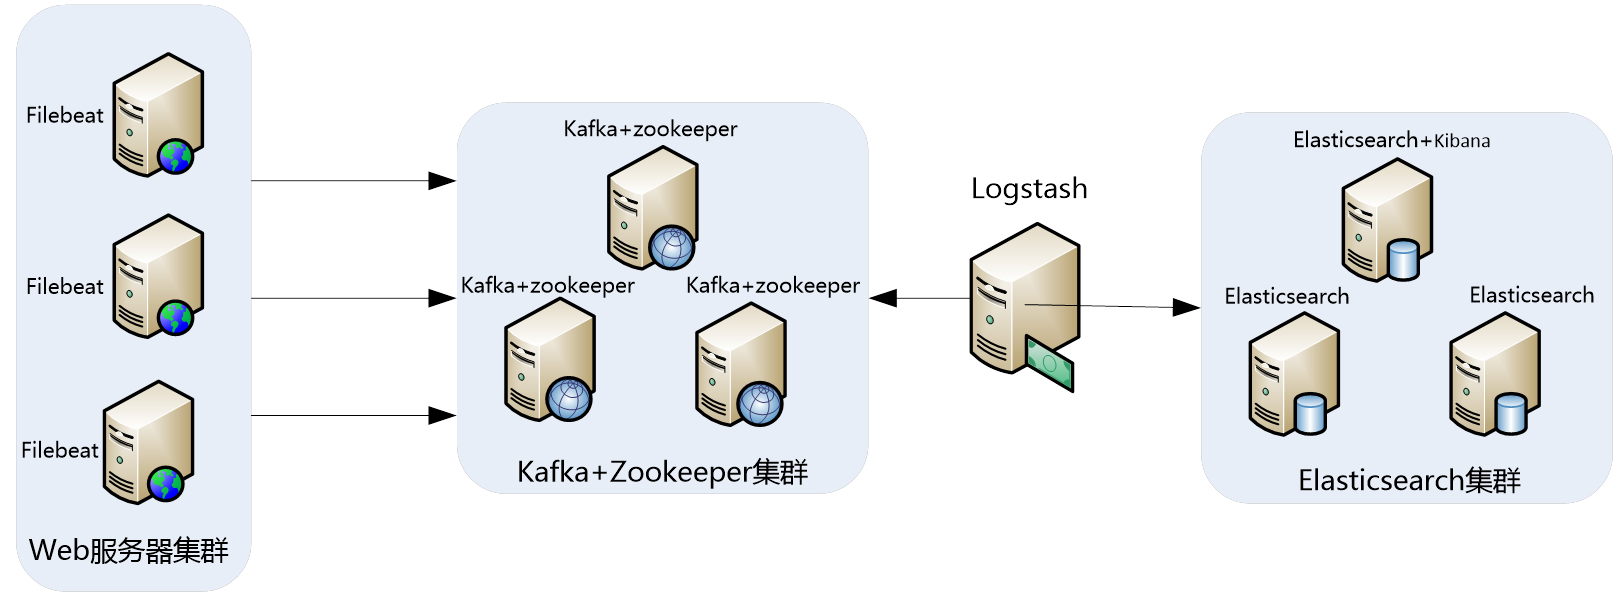 Filebeat
Filebeat
Filebeat
Web服务器集群
Kafka+zookeeper
Kafka+zookeeper
Kafka+zookeeper
Kafka+Zookeeper集群
Logstash
Elasticsearch+Kibana
Elasticsearch
Elasticsearch
Elasticsearch集群